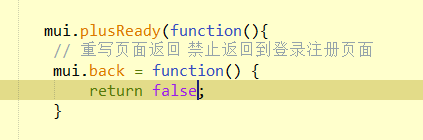 mui.plusReady(function(){
// 重写页面返回 禁止返回到登录注册页面
mui.back = function() {
return false;
}